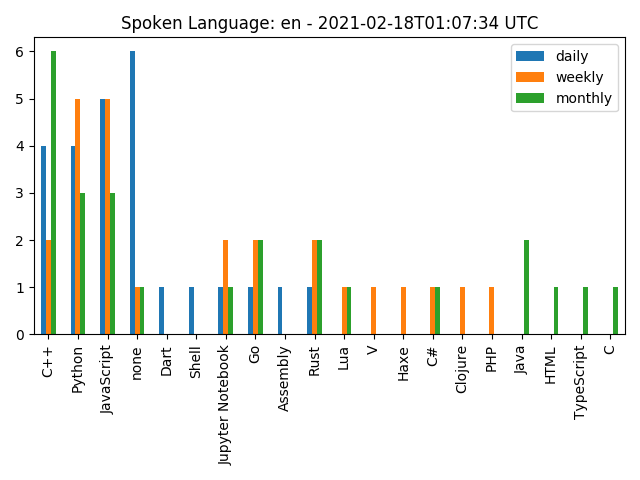 Spoken Language: en - 2021-02-18T01:07:34 UTC
daily
weekly
monthly
6
5
4
3
2
1
0
C++
Python
JavaScript
none
Dart
Shell
Jupyter Notebook
Go
Assembly
Rust
Lua
V
Haxe
C#
Clojure
PHP
Java
HTML
TypeScript
C